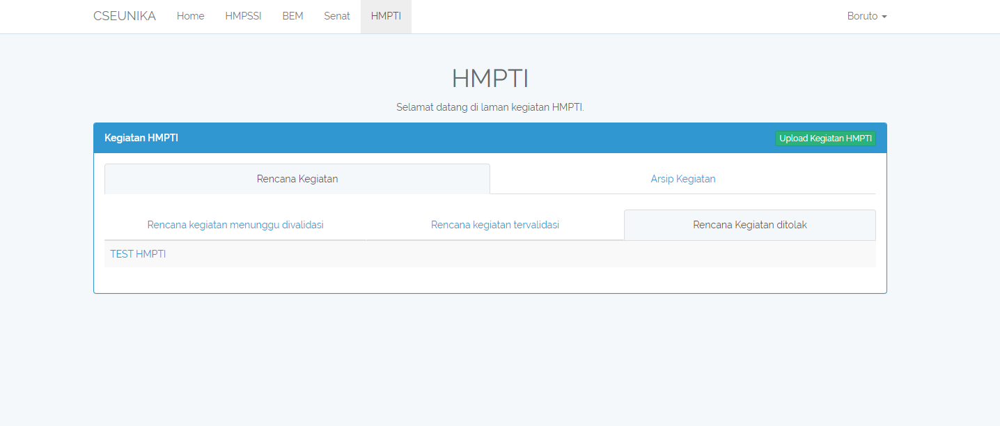 CSEUNIKA Home HMPSSI BEM Senat HMPTI Boruto
HMPTI
Selamat datang di laman kegiatan HMPTI.
Kegiatan HMPTI Upload Kegiatan HMPTI
Rencana Kegiatan Arsip Kegiatan
Rencana kegiatan menunggu divalidasi Rencana kegiatan tervalidasi Rencana Kegiatan ditolak
TEST HMPTI